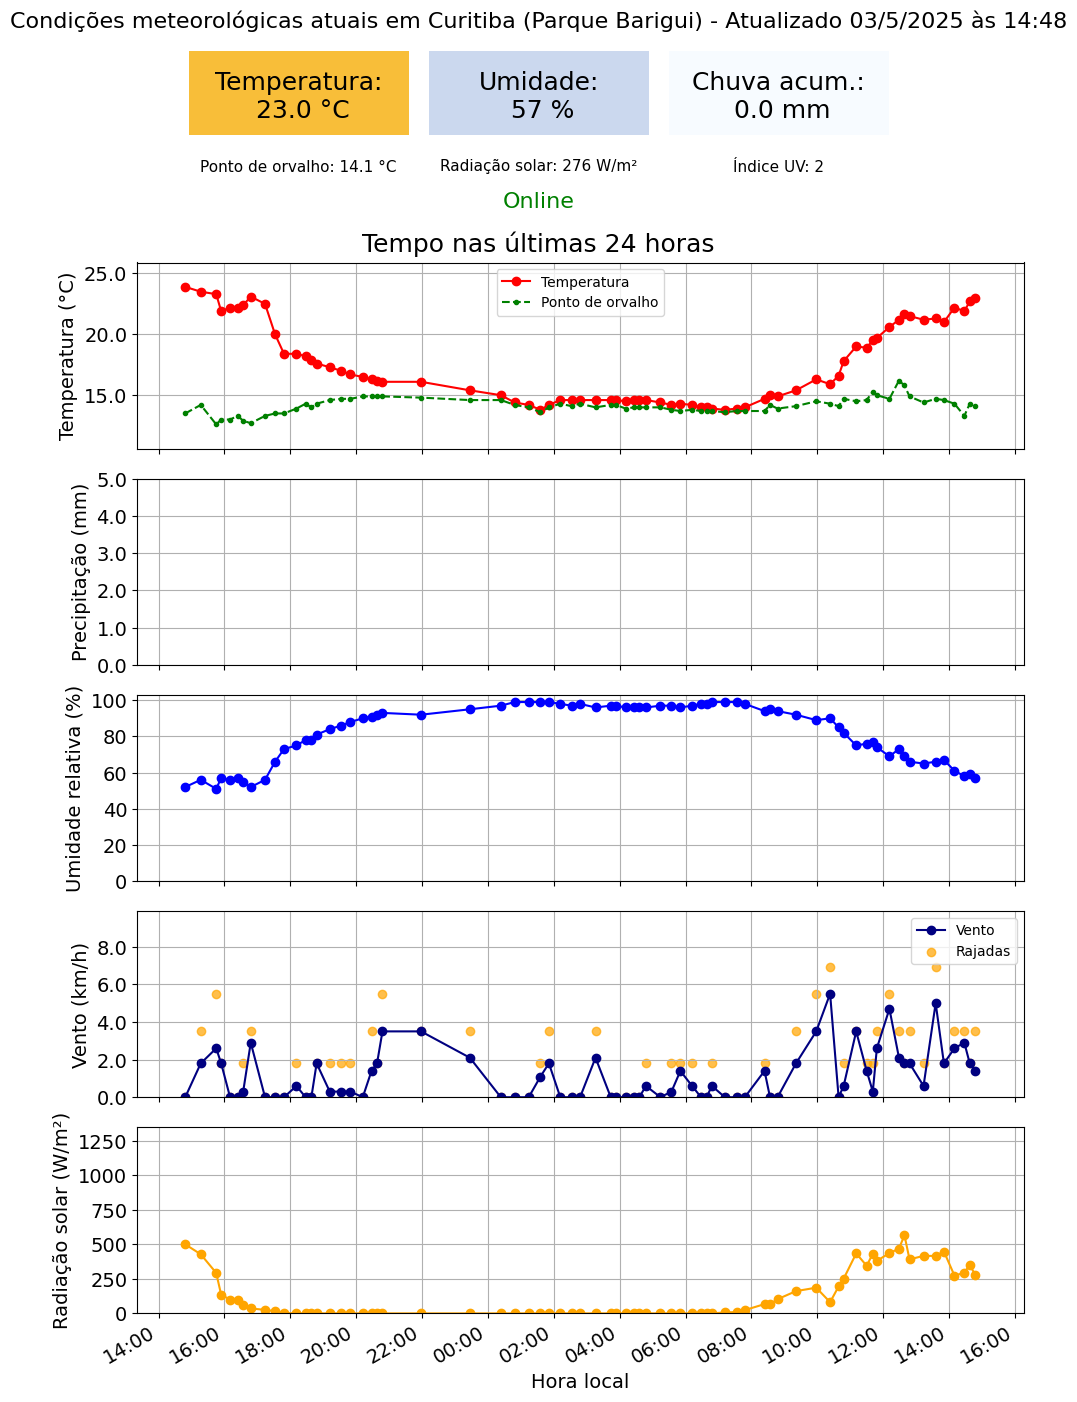 Condições meteorológicas atuais em Curitiba (Parque Barigui) - Atualizado 03/5/2025 às 14:48
Temperatura:
23.0 °C
Umidade:
57 %
Chuva acum.:
0.0 mm
Ponto de orvalho: 14.1 °C
Radiação solar: 276 W/m²
Índice UV: 2
Online
Tempo nas últimas 24 horas
Temperatura (°C)
25.0
20.0
15.0
Temperatura
Ponto de orvalho
Precipitação (mm)
5.0
4.0
3.0
2.0
1.0
0.0
Umidade relativa (%)
100
80
60
40
20
0
Vento (km/h)
8.0
6.0
4.0
2.0
0.0
Vento
Rajadas
Radiação solar (W/m²)
1250
1000
750
500
250
0
14:00
16:00
18:00
20:00
22:00
00:00
02:00
04:00
06:00
08:00
10:00
12:00
14:00
16:00
Hora local